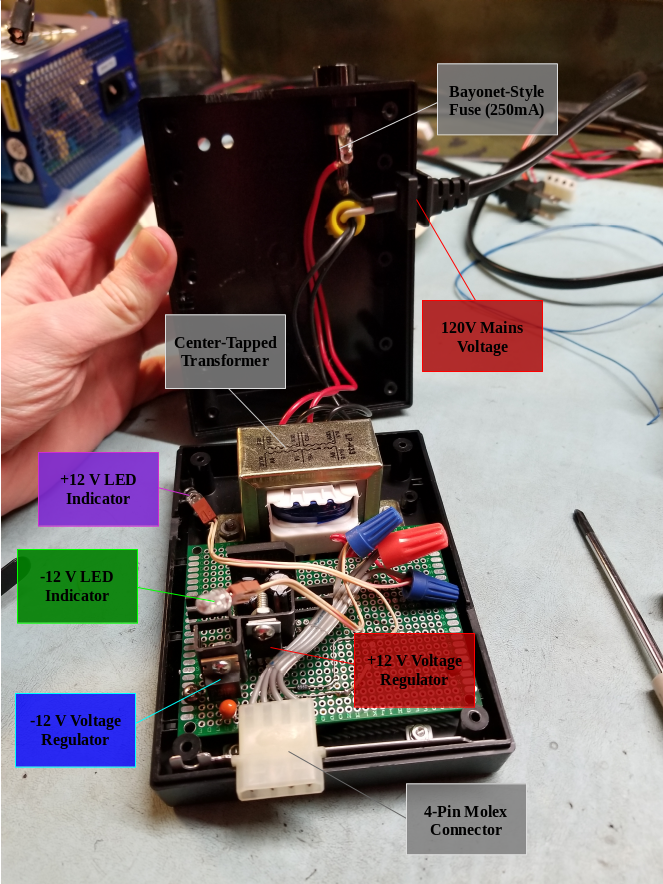 Bayonet-Style
Fuse (250mA)
120V Mains
Voltage
Center-Tapped
Transformer
+12 V LED
Indicator
-12 V LED
Indicator
+12 V Voltage
Regulator
-12 V Voltage
Regulator
4-Pin Molex
Connector